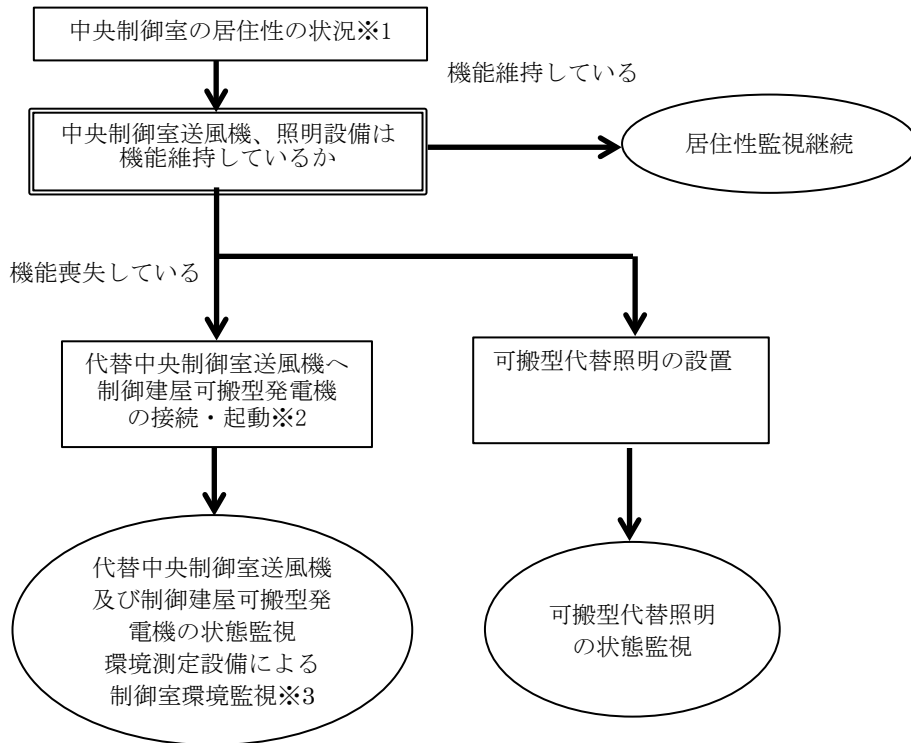 中央制御室の居住性の状況※1
機能維持している
中央制御室送風機、照明設備は
機能維持しているか
居住性監視継続
機能喪失している
代替中央制御室送風機へ
制御建屋可搬型発電機
の接続・起動※2
可搬型代替照明の設置
代替中央制御室送風機
及び制御建屋可搬型発
電機の状態監視
環境測定設備による
制御室環境監視※3
可搬型代替照明
の状態監視